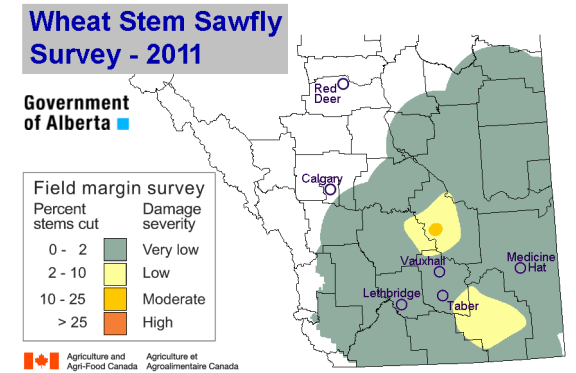 Wheat Stem Sawfly
Survey - 2011
Government
of Alberta
Field margin survey
Percent Damage
stems cut severity
0 - 2 Very low
2 - 10 Low
10 - 25 Moderate
> 25 High
Red
Deer
Calgary
Vauxhall
Medicine
Hat
Lethbridge
Taber
Agriculture and Agriculture et
Agri-Food Canada Agroalimentaire Canada